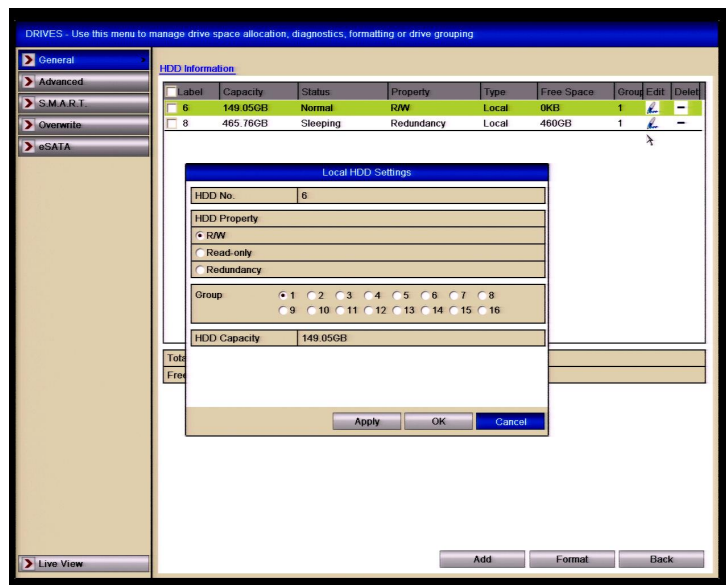 DRIVES - Use this menu to manage drive space allocation, diagnostics, formatting or drive grouping
General
Advanced
S.M.A.R.T.
Overwrite
eSATA
Live View
HDD Information
Label Capacity Status Property Type Free Space Group Edit Delet
6 149.05GB Normal R/W Local 0KB 1
8 465.76GB Sleeping Redundancy Local 460GB 1
Local HDD Settings
HDD No. 6
HDD Property
R/W
Read-only
Redundancy
Group 1 2 3 4 5 6 7 8
9 10 11 12 13 14 15 16
HDD Capacity 149.05GB
Tota
Free
Apply OK Cancel
Add Format Back